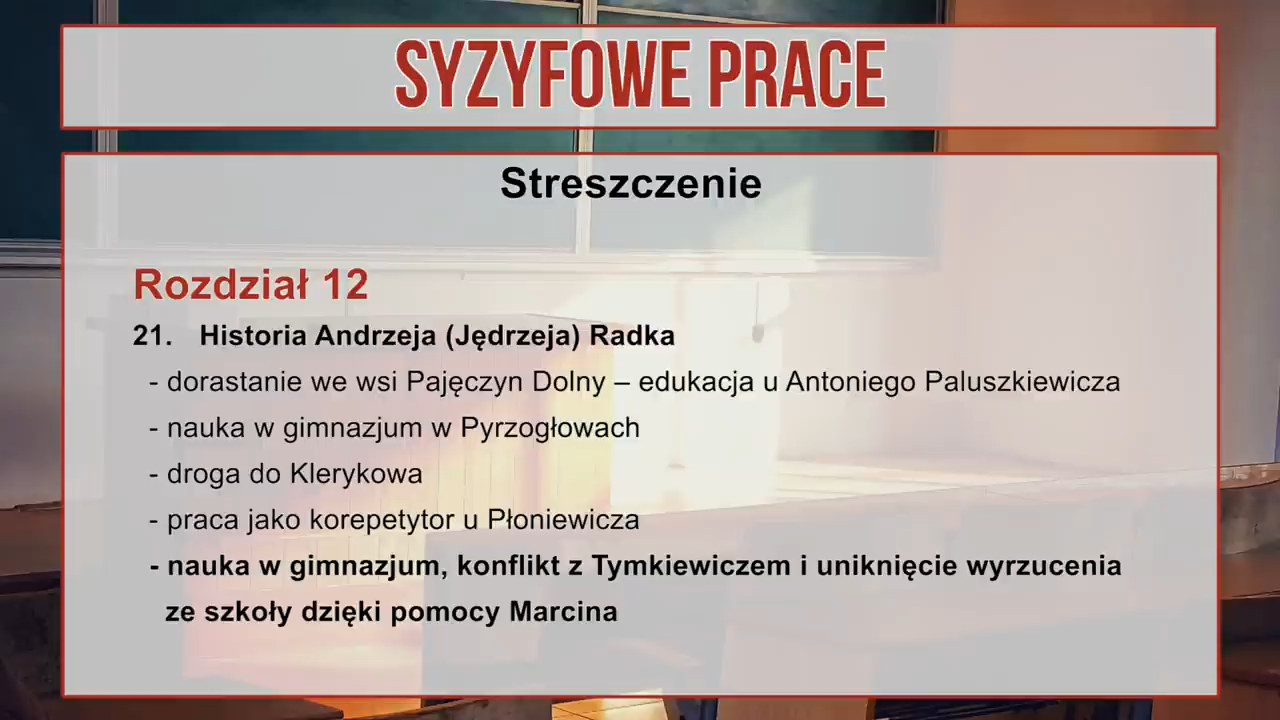 SYZYFOWE PRACE
Streszczenie
Rozdział 12
21. Historia Andrzeja (Jędrzeja) Radka
- dorastanie we wsi Pajęczyn Dolny – edukacja u Antoniego Paluszkiewicza
- nauka w gimnazjum w Pyrzogłowach
- droga do Klerykowa
- praca jako korepetytor u Płoniewicza
- nauka w gimnazjum, konflikt z Tymkiewiczem i uniknięcie wyrzucenia
ze szkoły dzięki pomocy Marcina